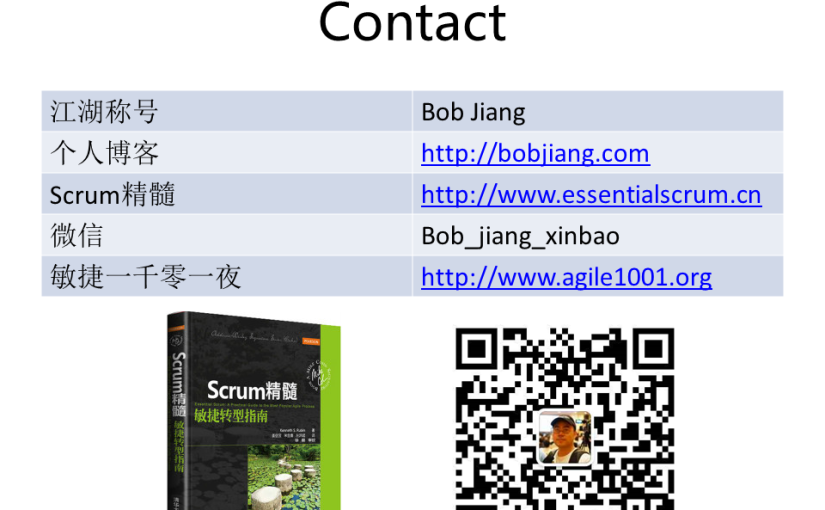 Contact
江湖称号 Bob Jiang
个人博客 http://bobjiang.com
Scrum精髓 http://www.essentialscrum.cn
微信 Bob_jiang_xinbao
敏捷一千零一夜 http://www.agile1001.org
Scrum精髓
敏捷转型指南
Scrum精髓
敏捷转型指南